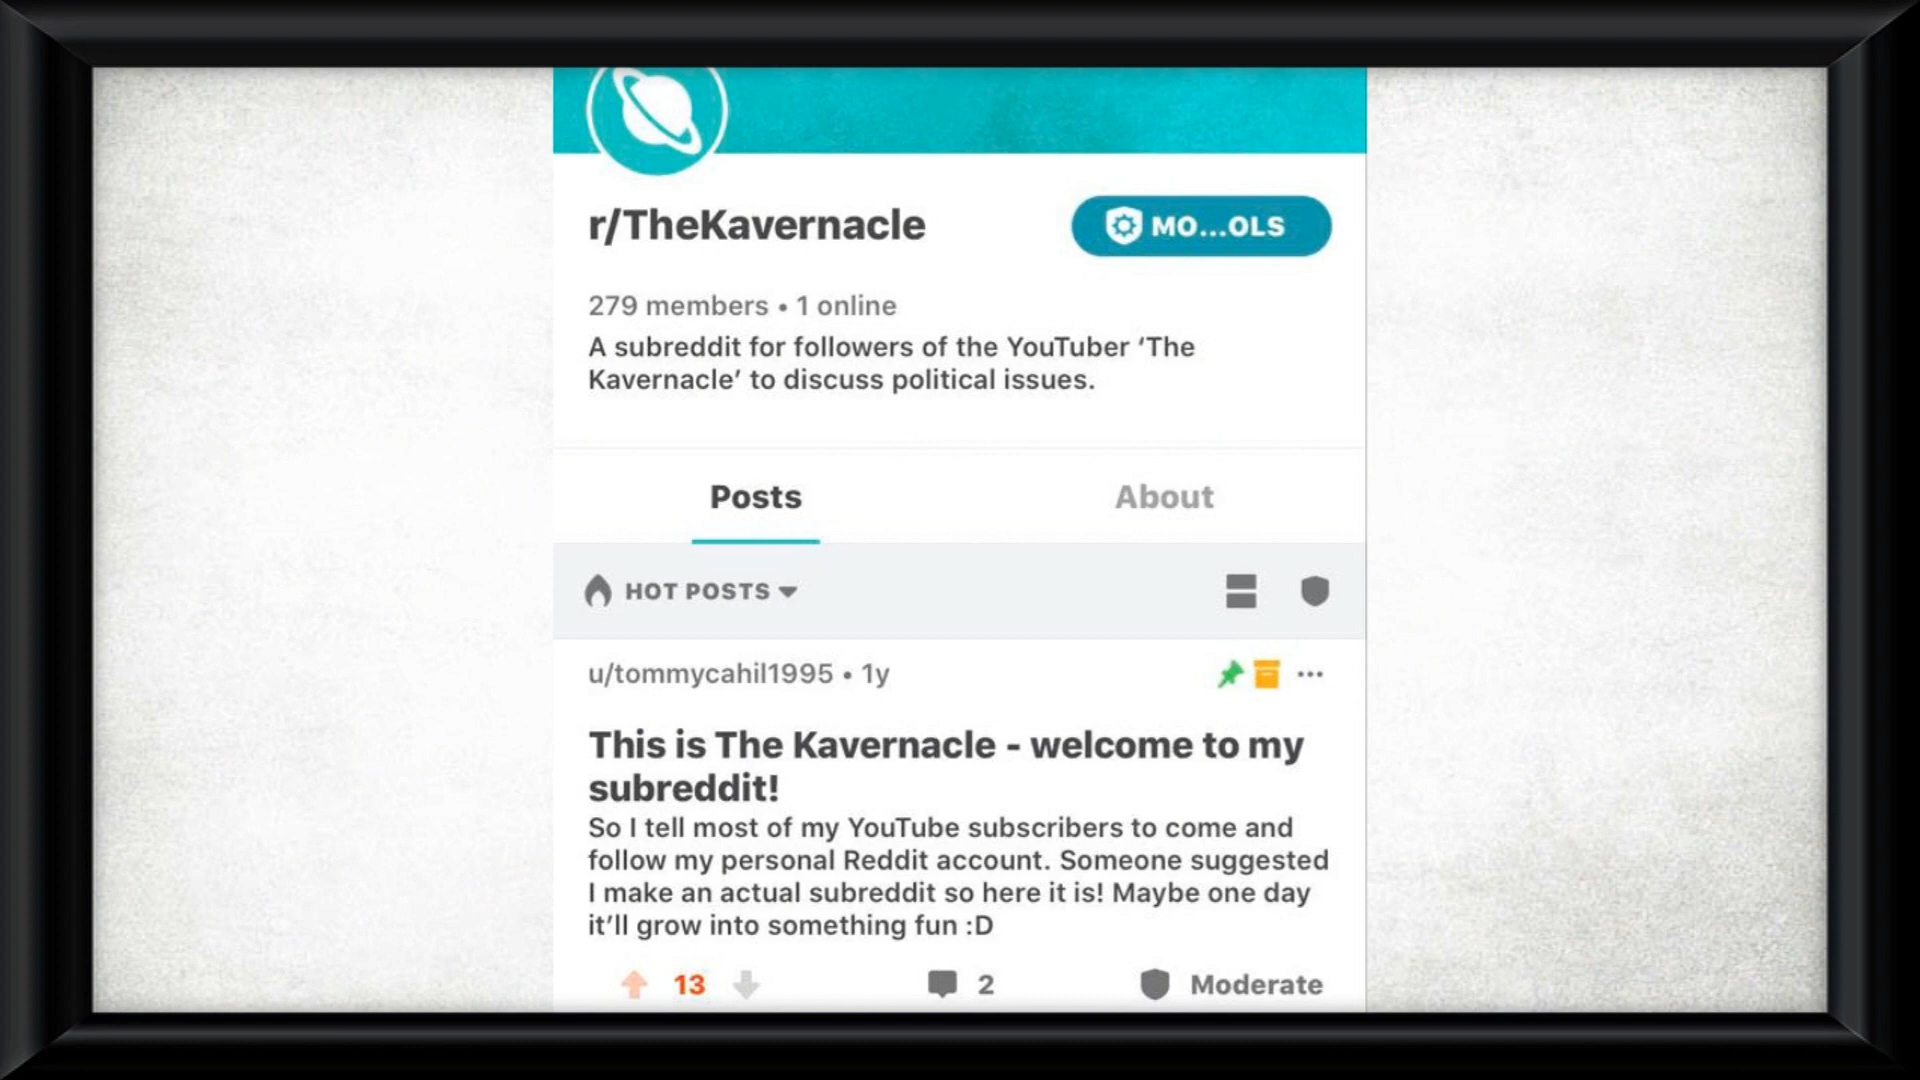 r/TheKavernacle
MO...OLS
279 members • 1 online
A subreddit for followers of the YouTuber ‘The
Kavernacle’ to discuss political issues.
Posts
About
HOT POSTS
u/tommycahil1995 • 1y
This is The Kavernacle - welcome to my
subreddit!
So I tell most of my YouTube subscribers to come and
follow my personal Reddit account. Someone suggested
I make an actual subreddit so here it is! Maybe one day
it’ll grow into something fun :D
13
2
Moderate